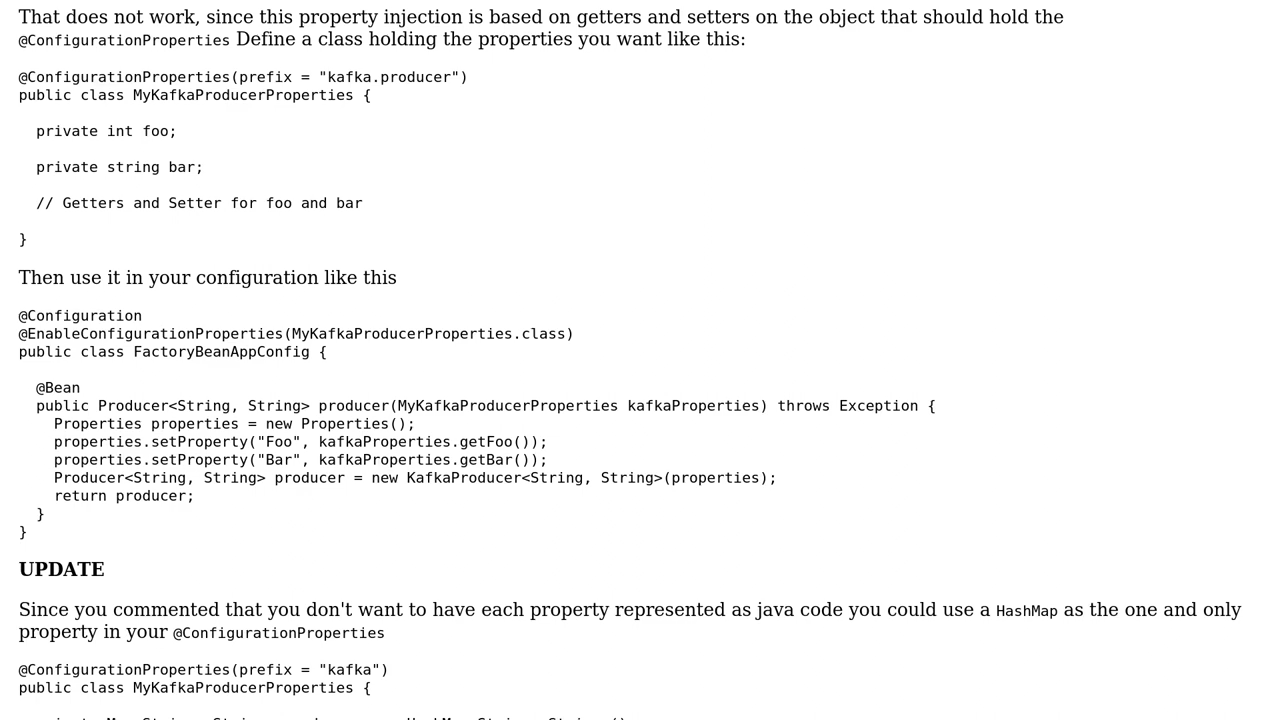 That does not work, since this property injection is based on getters and setters on the object that should hold the
@ConfigurationProperties Define a class holding the properties you want like this:
@ConfigurationProperties(prefix = "kafka.producer")
public class MyKafkaProducerProperties {
private int foo;
private string bar;
// Getters and Setter for foo and bar
}
Then use it in your configuration like this
@Configuration
@EnableConfigurationProperties(MyKafkaProducerProperties.class)
public class FactoryBeanAppConfig {
@Bean
public Producer<String, String> producer(MyKafkaProducerProperties kafkaProperties) throws Exception {
Properties properties = new Properties();
properties.setProperty("Foo", kafkaProperties.getFoo());
properties.setProperty("Bar", kafkaProperties.getBar());
Producer<String, String> producer = new KafkaProducer<String, String>(properties);
return producer;
}
}
UPDATE
Since you commented that you don't want to have each property represented as java code you could use a HashMap as the one and only
property in your @ConfigurationProperties
@ConfigurationProperties(prefix = "kafka")
public class MyKafkaProducerProperties {